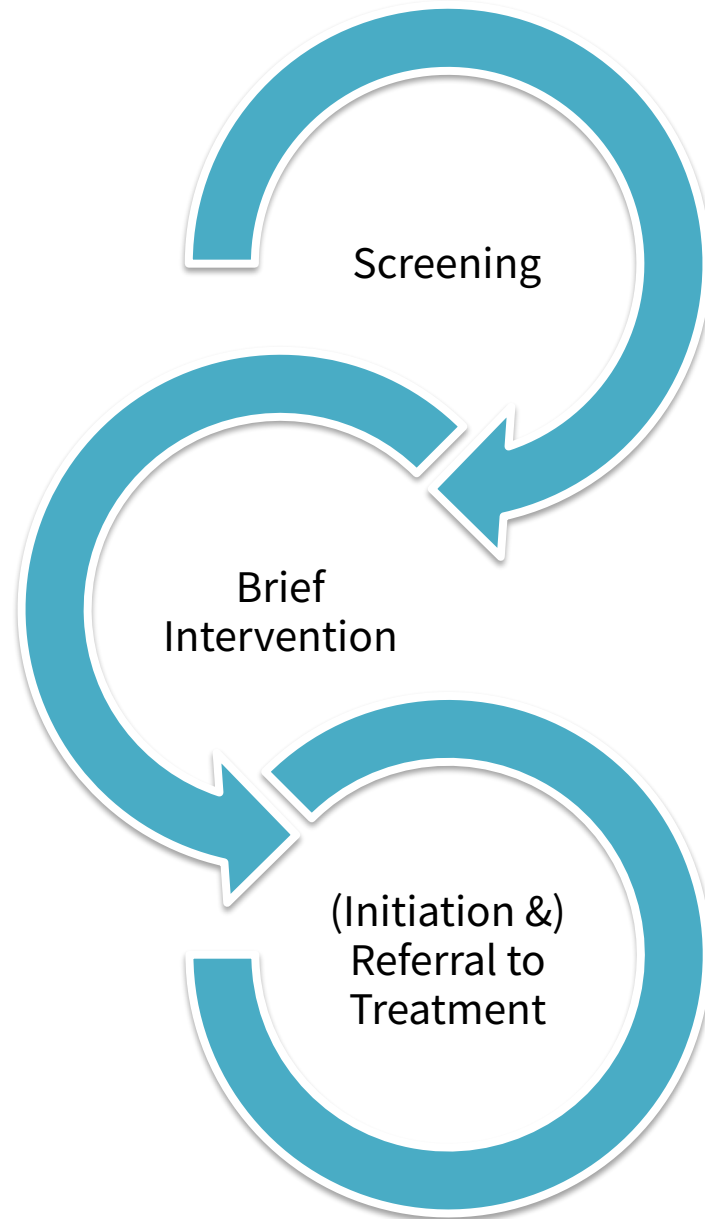 Screening
Brief
Intervention
(Initiation &)
Referral to
Treatment